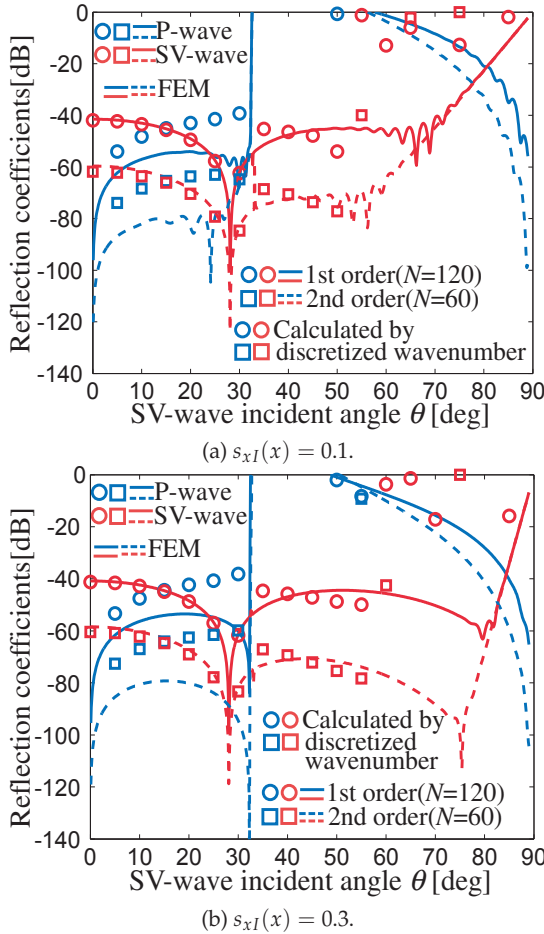 0
-20
-40
-60
-80
-100
-120
-140
Reflection coefficients[dB]
P-wave
SV-wave
FEM
1st order(N=120)
2nd order(N=60)
Calculated by
discretized wavenumber
0 10 20 30 40 50 60 70 80 90
SV-wave incident angle θ [deg]
(a) s_{xI}(x) = 0.1.
0
-20
-40
-60
-80
-100
-120
-140
Reflection coefficients[dB]
P-wave
SV-wave
FEM
Calculated by
discretized
wavenumber
1st order(N=120)
2nd order(N=60)
0 10 20 30 40 50 60 70 80 90
SV-wave incident angle θ [deg]
(b) s_{xI}(x) = 0.3.